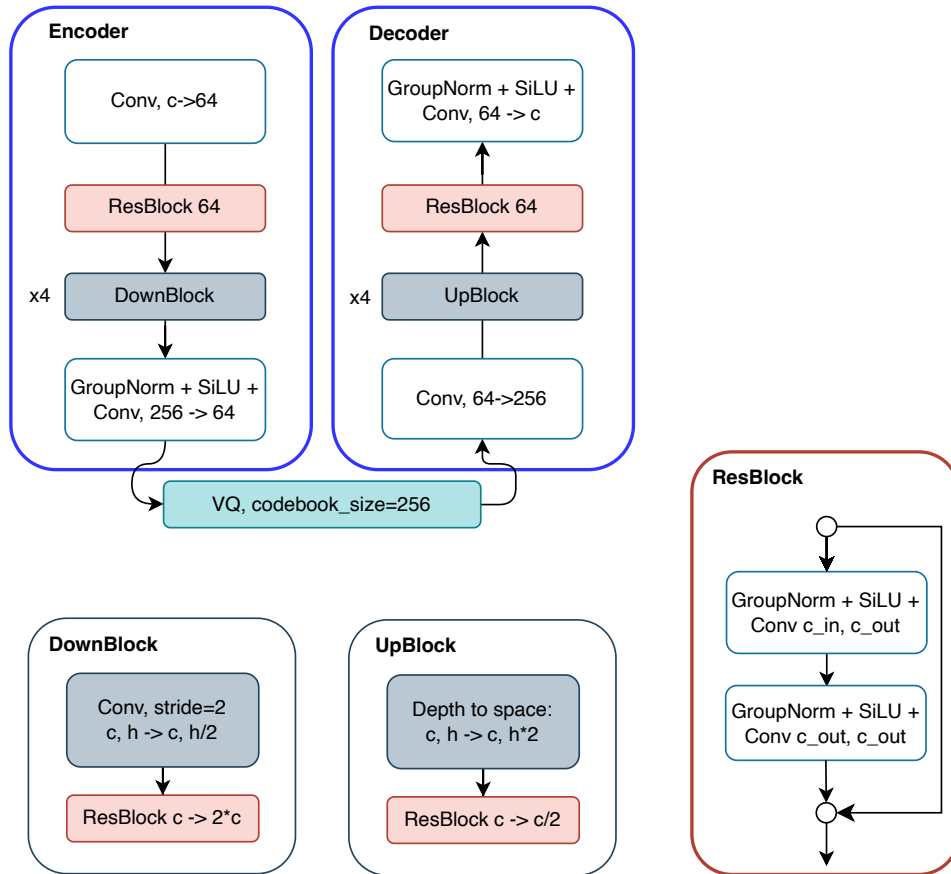 Encoder
Conv, c->64
ResBlock 64
x4
DownBlock
GroupNorm + SiLU +
Conv, 256 -> 64
Decoder
GroupNorm + SiLU +
Conv, 64 -> c
ResBlock 64
x4
UpBlock
Conv, 64->256
VQ, codebook_size=256
ResBlock
GroupNorm + SiLU +
Conv c_in, c_out
GroupNorm + SiLU +
Conv c_out, c_out
DownBlock
Conv, stride=2
c, h -> c, h/2
ResBlock c -> 2*c
UpBlock
Depth to space:
c, h -> c, h*2
ResBlock c -> c/2